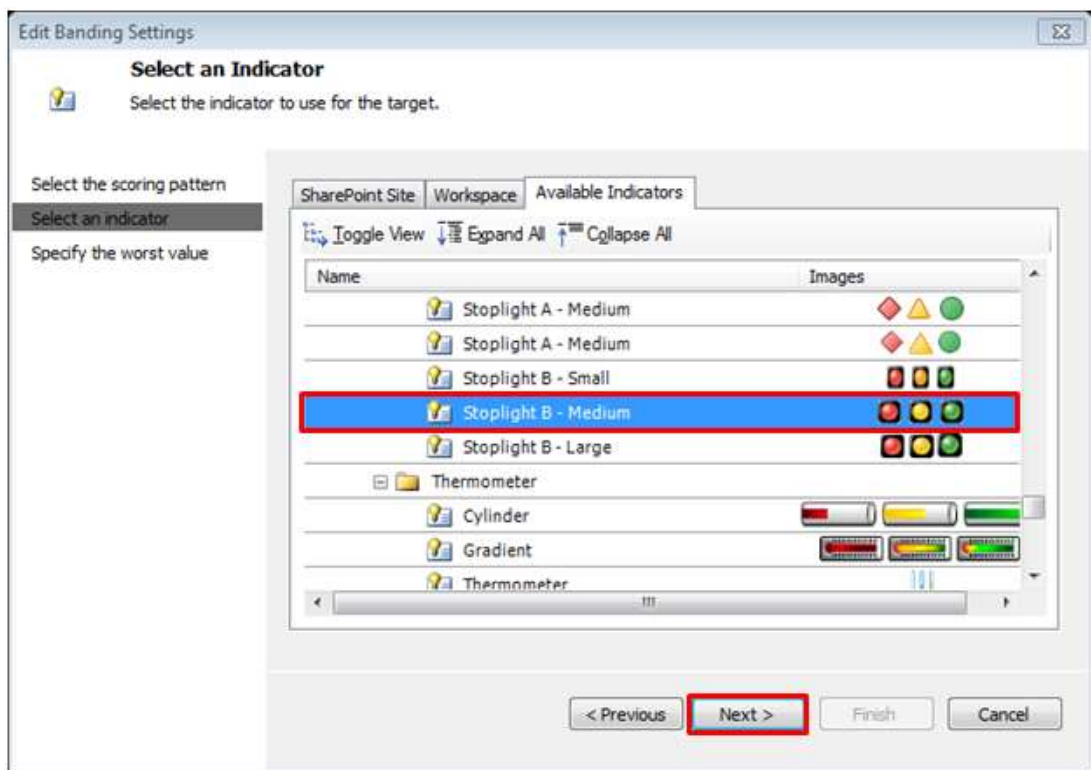 Edit Banding Settings
Select an Indicator
Select the indicator to use for the target.
Select the scoring pattern
Select an indicator
Specify the worst value
SharePoint Site Workspace Available Indicators
Toggle View Expand All Collapse All
Name Images
Stoplight A - Medium
Stoplight A - Medium
Stoplight B - Small
Stoplight B - Medium
Stoplight B - Large
Thermometer
Cylinder
Gradient
Thermometer
< Previous Next > Finish Cancel